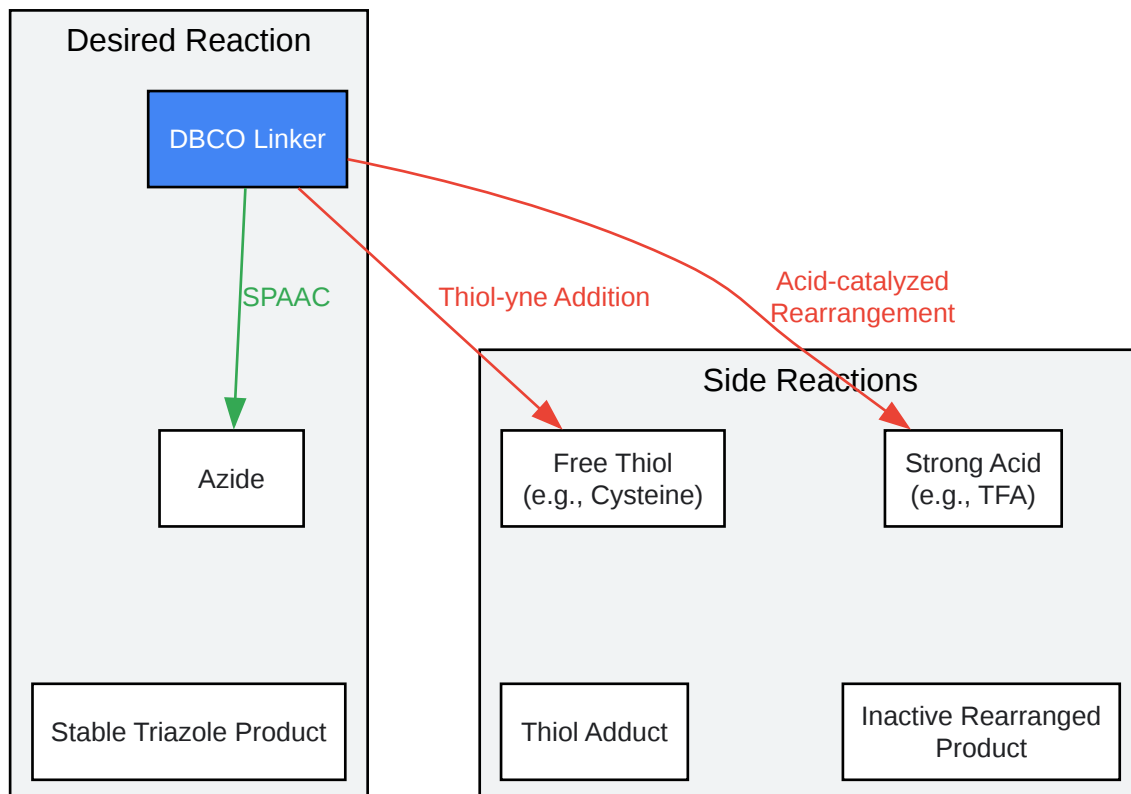 Desired Reaction
DBCO Linker
SPAAC
Thiol-yne Addition
Acid-catalyzed
Rearrangement
Side Reactions
Azide
Free Thiol
(e.g., Cysteine)
Strong Acid
(e.g., TFA)
Stable Triazole Product
Thiol Adduct
Inactive Rearranged
Product